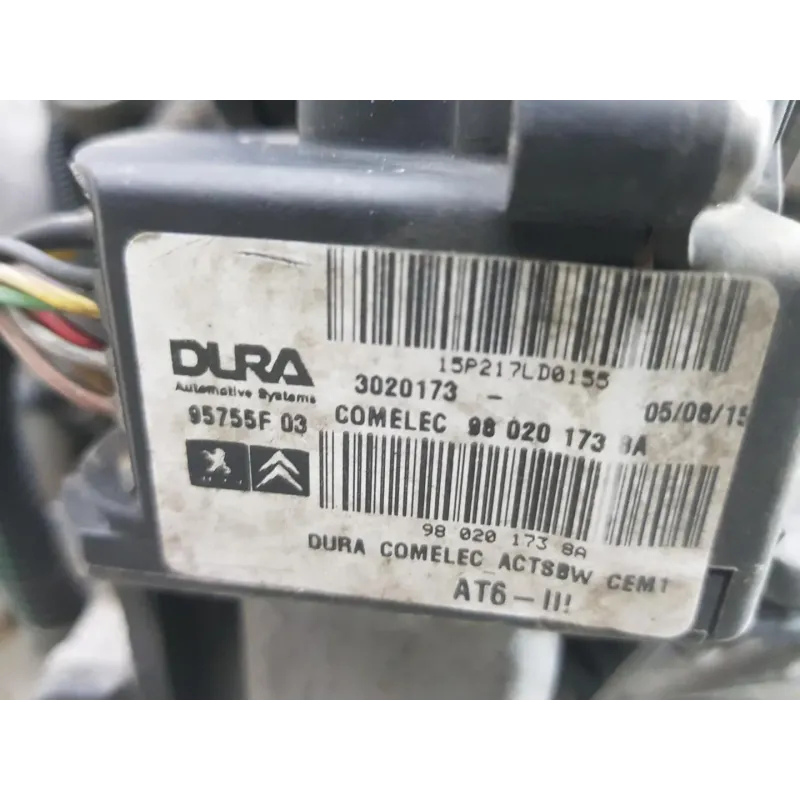 15P217LD0155
DURA
Automotive Systems
3020173 -
05/08/15
95755F 03
COMELEC 98 020 173 8A
98 020 173 8A
DURA COMELEC_ACTSBW CEM1
AT6-III